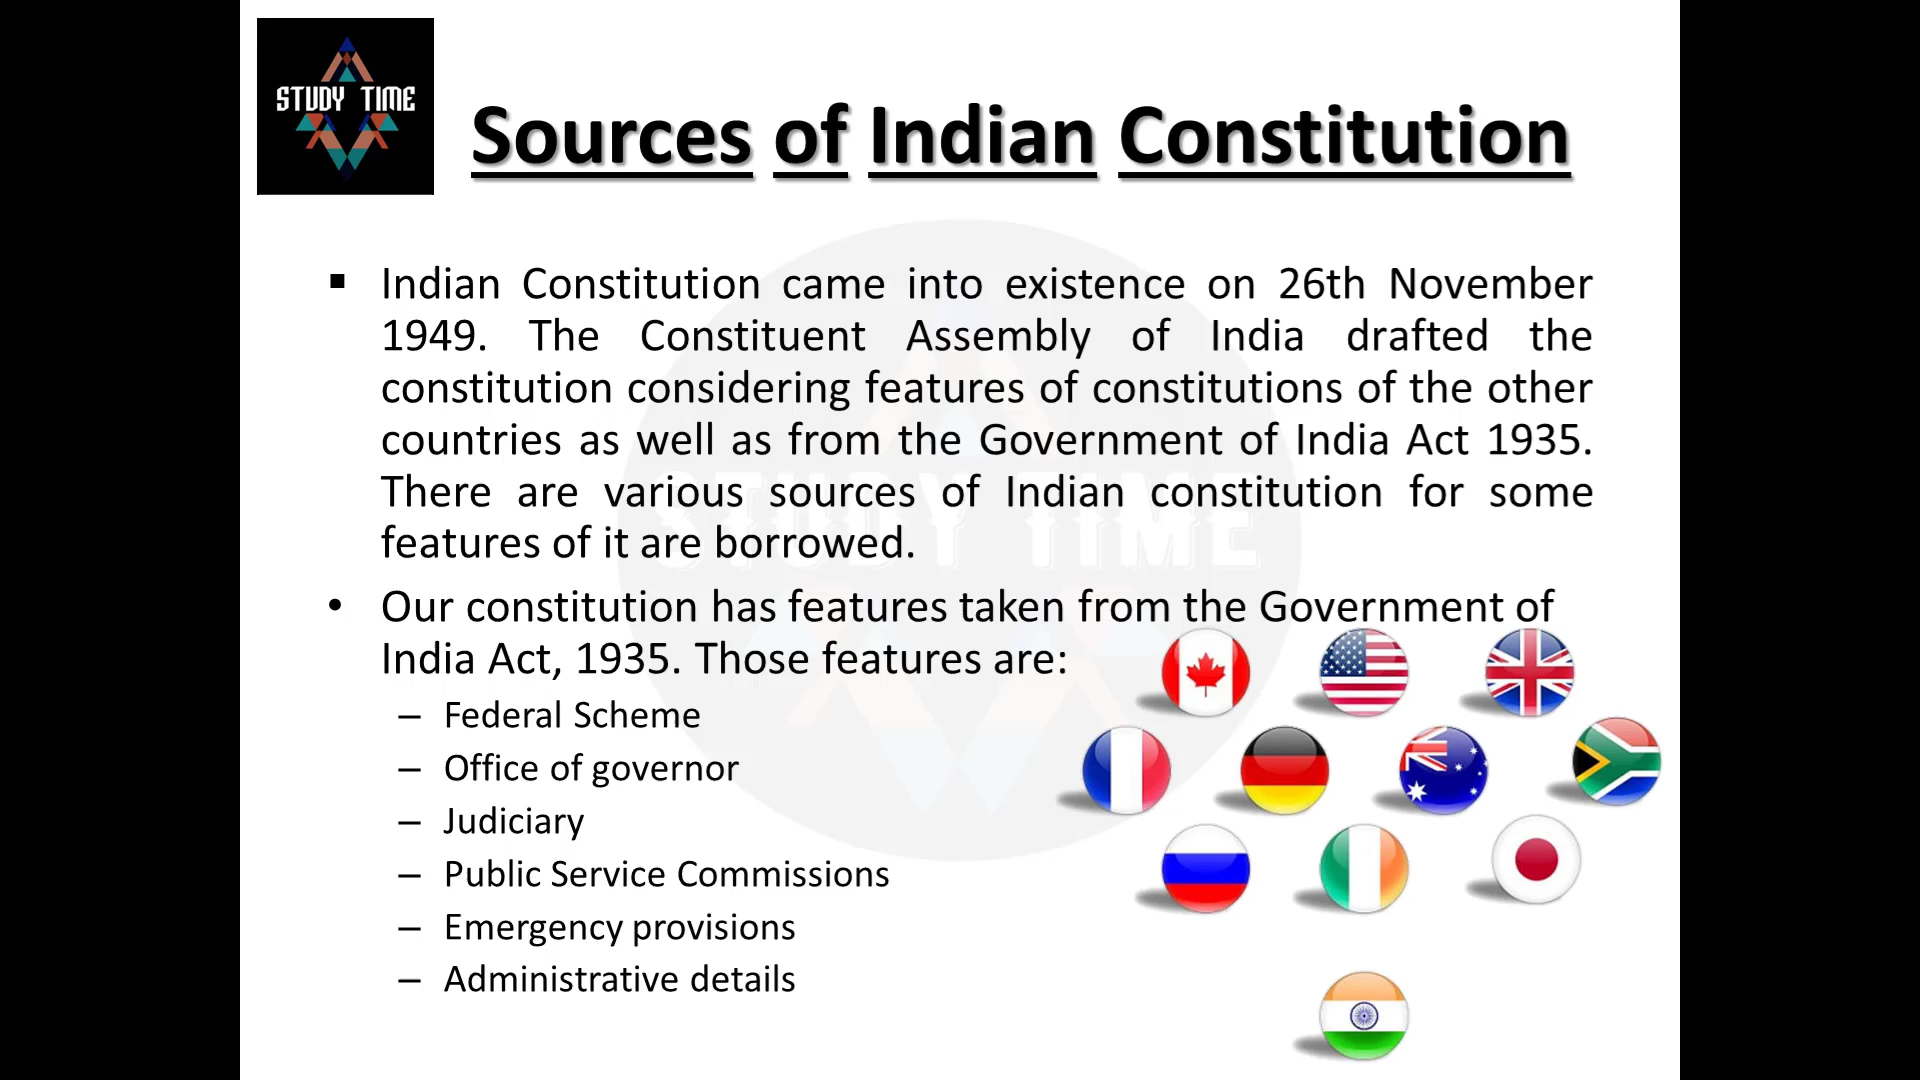 STUDY TIME
Sources of Indian Constitution
▪ Indian Constitution came into existence on 26th November
1949. The Constituent Assembly of India drafted the
constitution considering features of constitutions of the other
countries as well as from the Government of India Act 1935.
There are various sources of Indian constitution for some
features of it are borrowed.
• Our constitution has features taken from the Government of
India Act, 1935. Those features are:
– Federal Scheme
– Office of governor
– Judiciary
– Public Service Commissions
– Emergency provisions
– Administrative details
STUDY TIME